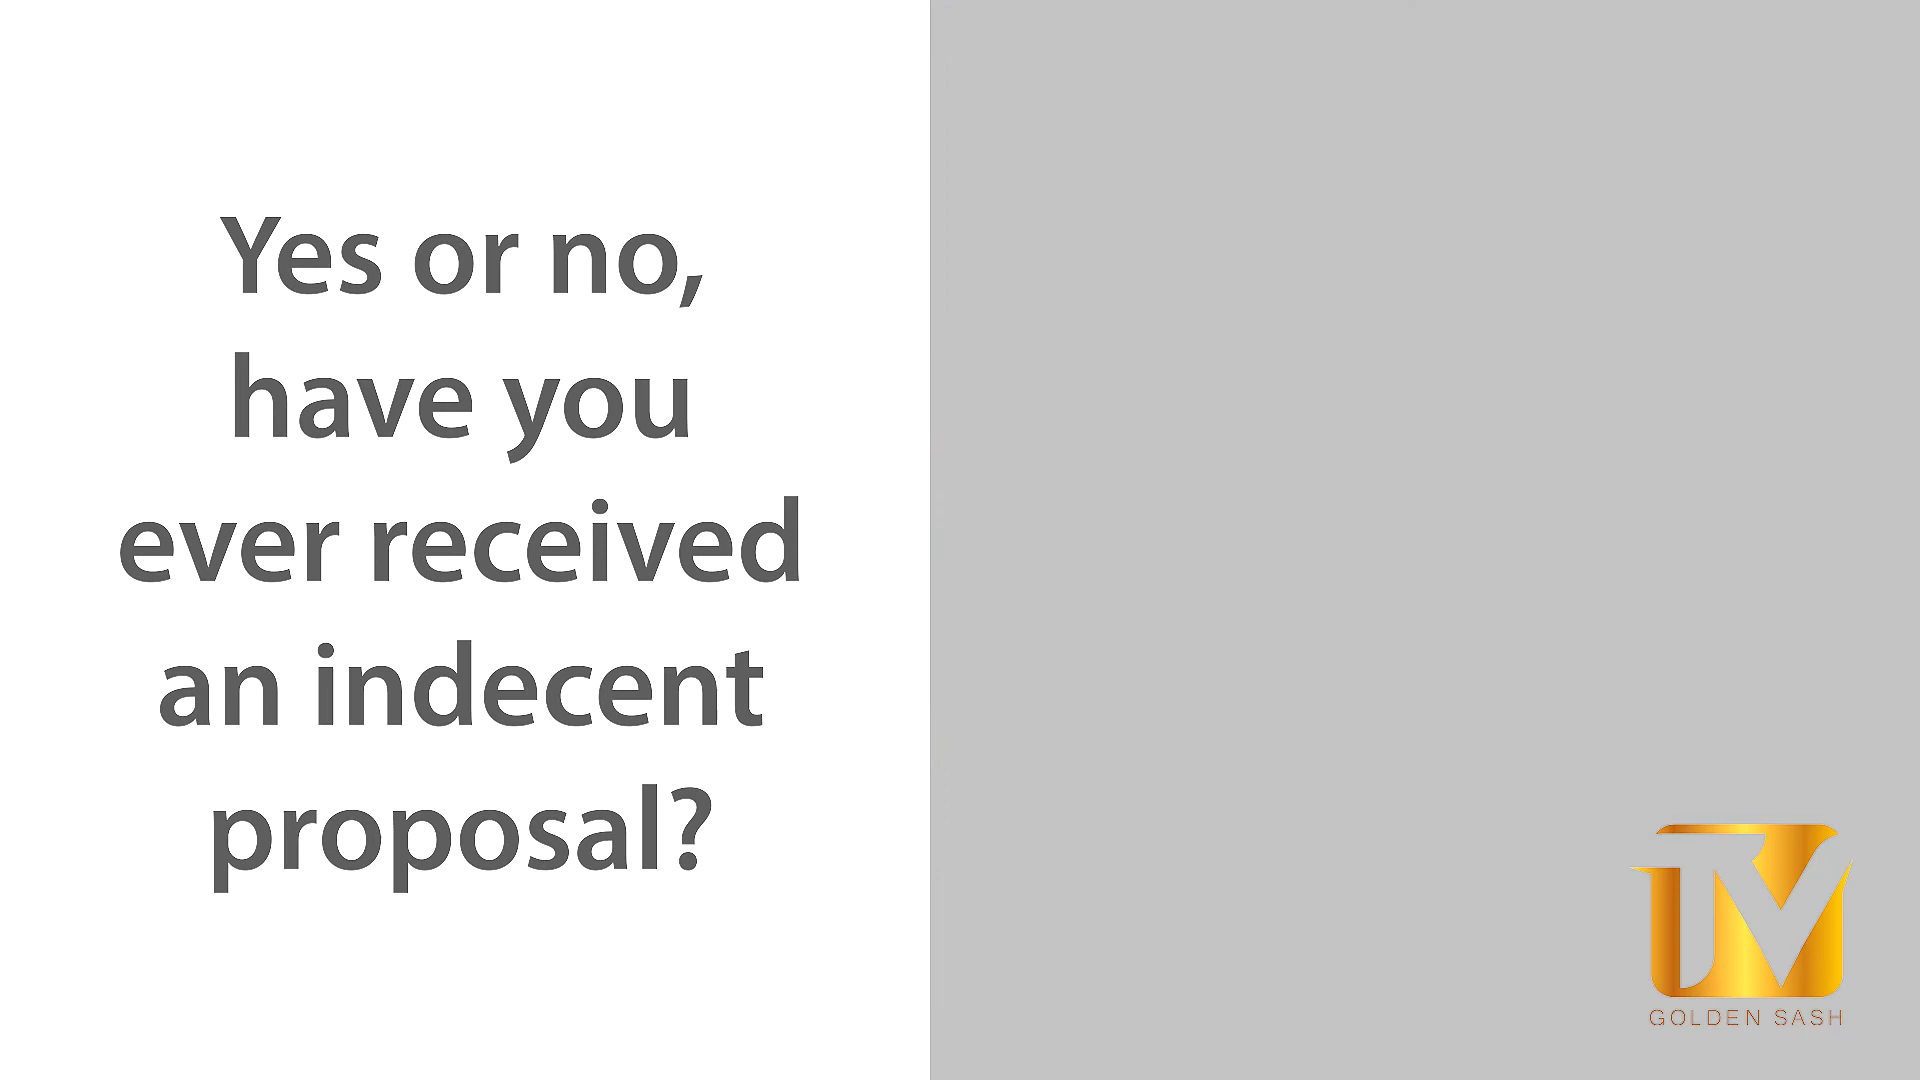 Yes or no,
have you
ever received
an indecent
proposal?
TV
GOLDEN SASH